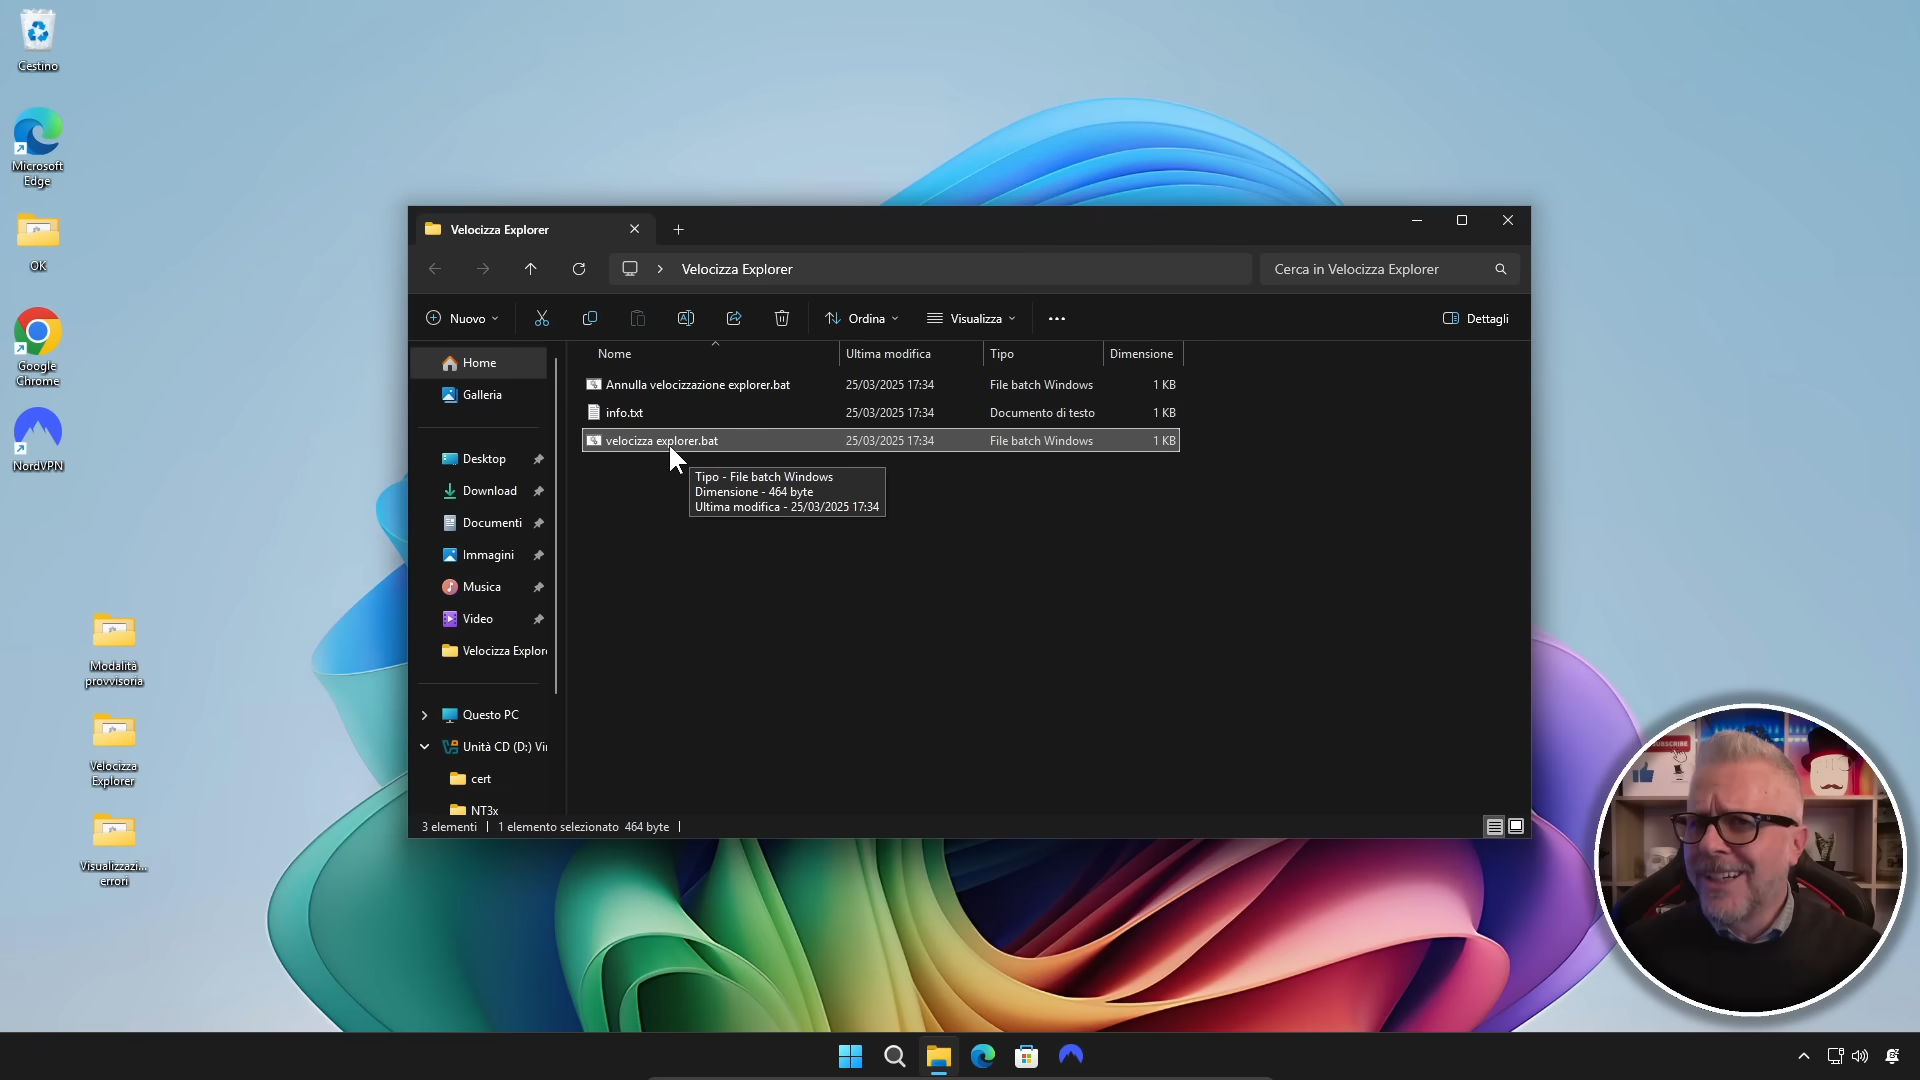 Cestino
Microsoft
Edge
OK
Google
Chrome
NordVPN
Modalità
provvisoria
Velocizza
Explorer
Visualizzazi...
errori
Velocizza Explorer
Velocizza Explorer
Cerca in Velocizza Explorer
Nuovo
Ordina
Visualizza
Dettagli
Home
Galleria
Desktop
Download
Documenti
Immagini
Musica
Video
Velocizza Explore
Questo PC
Unità CD (D:) Vi
cert
NT3x
Nome Ultima modifica Tipo Dimensione
Annulla velocizzazione explorer.bat 25/03/2025 17:34 File batch Windows 1 KB
info.txt 25/03/2025 17:34 Documento di testo 1 KB
velocizza explorer.bat 25/03/2025 17:34 File batch Windows 1 KB
Tipo - File batch Windows
Dimensione - 464 byte
Ultima modifica - 25/03/2025 17:34
3 elementi 1 elemento selezionato 464 byte
SUBSCRIBE